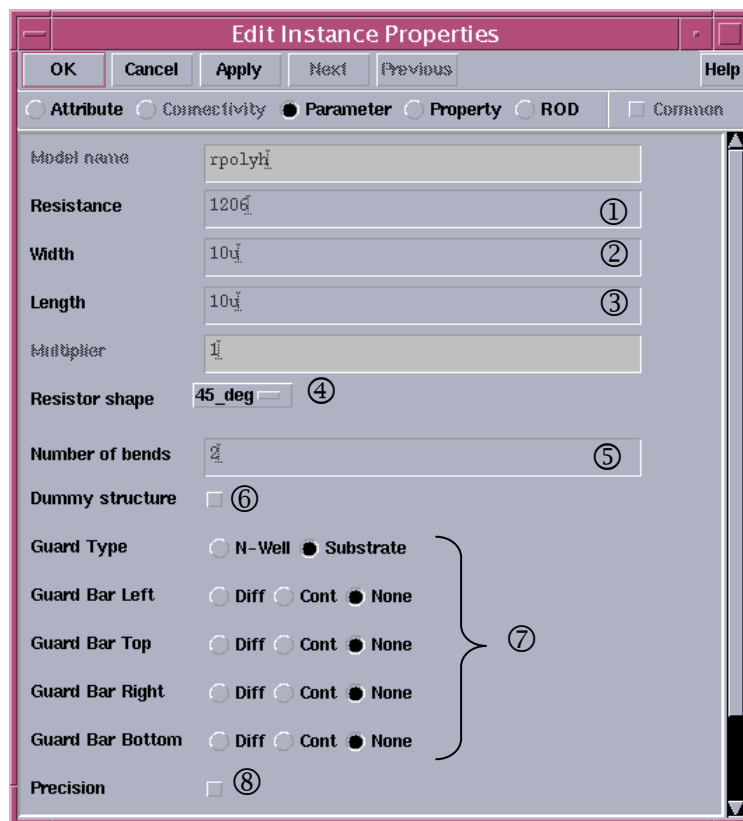 Edit Instance Properties
OK Cancel Apply Next Previous Help
Attribute Connectivity Parameter Property ROD Common
Model name rpolyh
Resistance 1206 ①
Width 10u ②
Length 10u ③
Multiplier 1
Resistor shape 45_deg ④
Number of bends 2 ⑤
Dummy structure ⑥
Guard Type N-Well Substrate
Guard Bar Left Diff Cont None
Guard Bar Top Diff Cont None ⑦
Guard Bar Right Diff Cont None
Guard Bar Bottom Diff Cont None
Precision ⑧